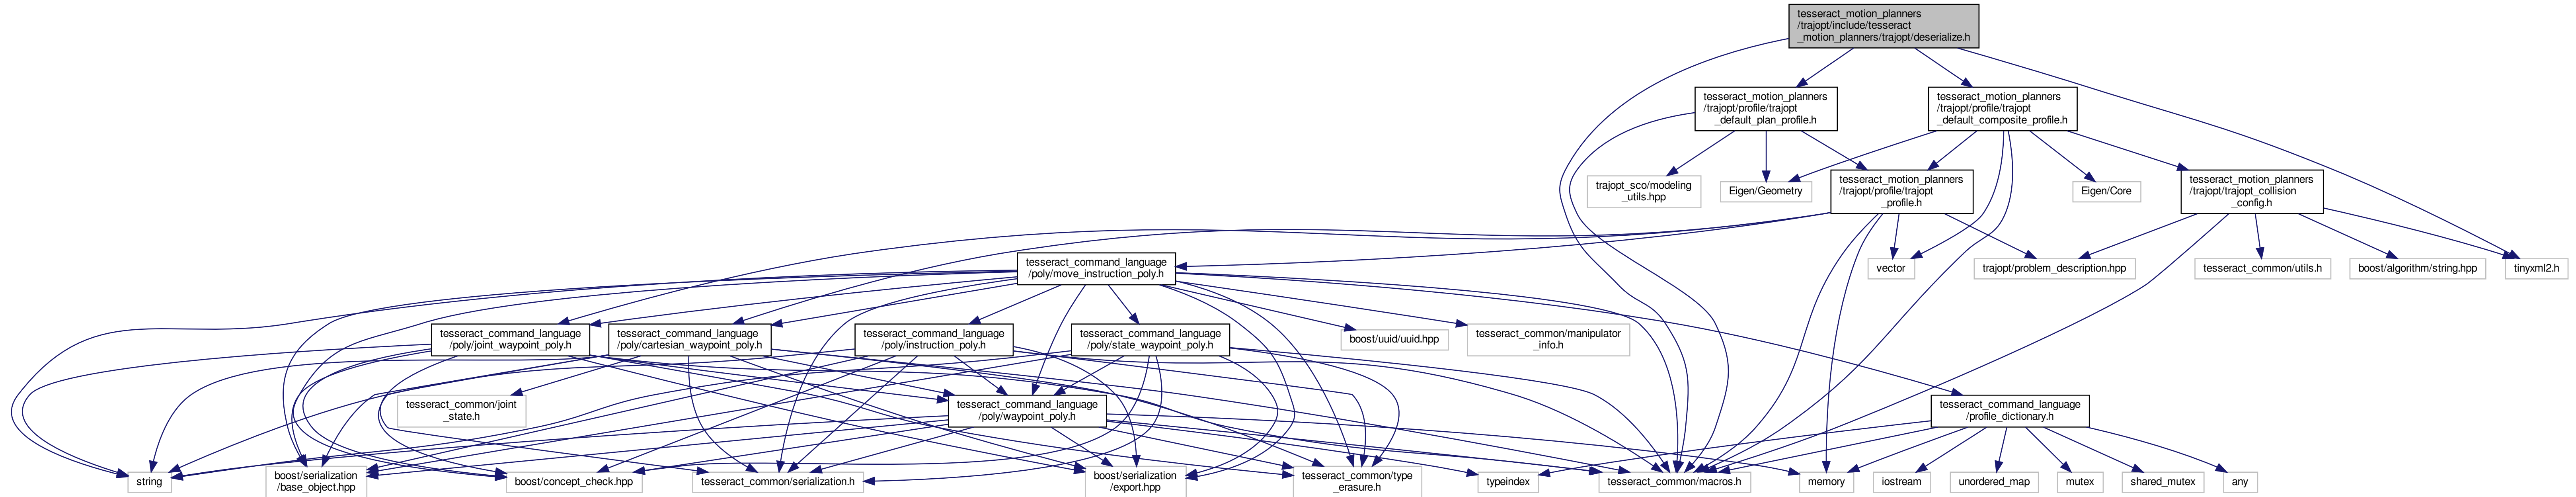 tesseract_motion_planners
/trajopt/include/tesseract
_motion_planners/trajopt/deserialize.h
tesseract_motion_planners
/trajopt/profile/trajopt
_default_plan_profile.h
tesseract_motion_planners
/trajopt/profile/trajopt
_default_composite_profile.h
trajopt_sco/modeling
_utils.hpp
Eigen/Geometry
tesseract_motion_planners
/trajopt/profile/trajopt
_profile.h
Eigen/Core
tesseract_motion_planners
/trajopt/trajopt_collision
_config.h
tesseract_command_language
/poly/move_instruction_poly.h
vector
trajopt/problem_description.hpp
tesseract_common/utils.h
boost/algorithm/string.hpp
tinyxml2.h
tesseract_command_language
/poly/joint_waypoint_poly.h
tesseract_command_language
/poly/cartesian_waypoint_poly.h
tesseract_command_language
/poly/instruction_poly.h
tesseract_command_language
/poly/state_waypoint_poly.h
boost/uuid/uuid.hpp
tesseract_common/manipulator
_info.h
tesseract_common/joint
_state.h
tesseract_command_language
/poly/waypoint_poly.h
tesseract_command_language
/profile_dictionary.h
string
boost/serialization
/base_object.hpp
boost/concept_check.hpp
tesseract_common/serialization.h
boost/serialization
/export.hpp
tesseract_common/type
_erasure.h
typeindex
tesseract_common/macros.h
memory
iostream
unordered_map
mutex
shared_mutex
any